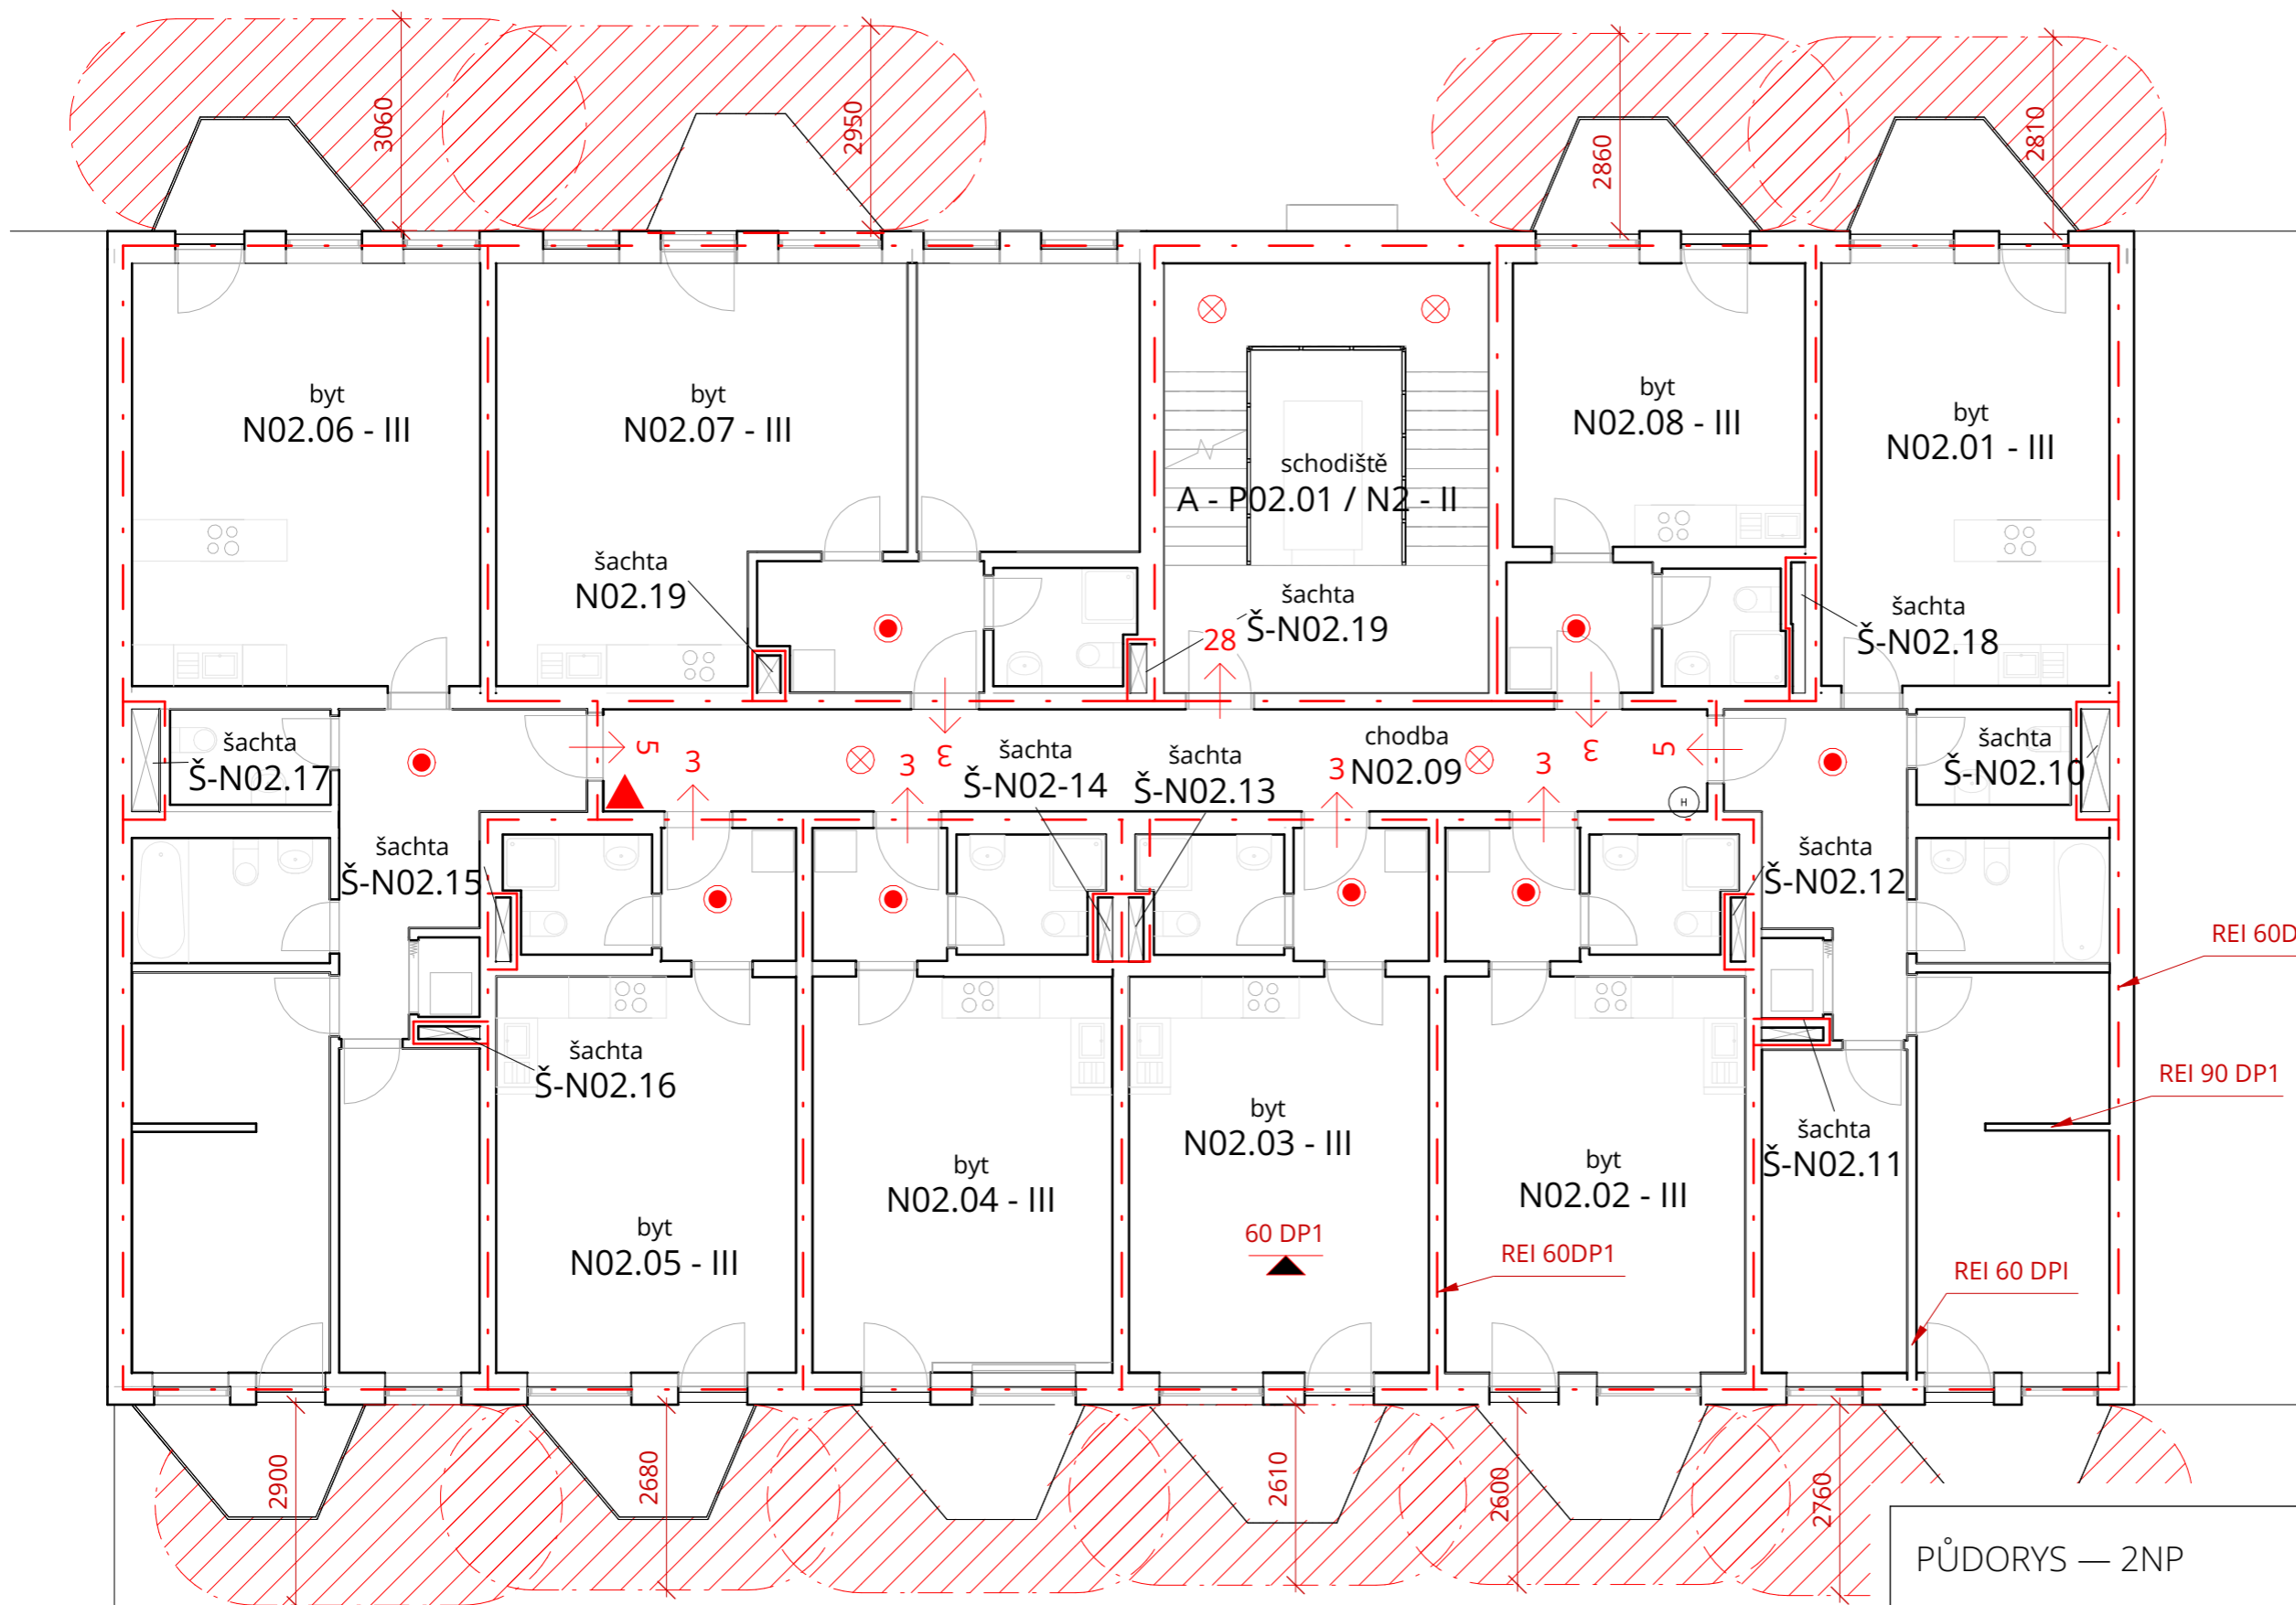 3060
2950
2860
2810
byt
N02.06 - III
byt
N02.07 - III
byt
N02.08 - III
byt
N02.01 - III
schodiště
A - P02.01 / N2 - II
šachta
N02.19
šachta
Š-N02.19
28
šachta
Š-N02.18
šachta
Š-N02.17
5
3
3
3
šachta
Š-N02-14
šachta
Š-N02.13
chodba
N02.09
3
3
3
5
H
šachta
Š-N02.10
šachta
Š-N02.15
šachta
Š-N02.12
REI 60D
šachta
Š-N02.16
REI 90 DP1
byt
N02.03 - III
šachta
Š-N02.11
byt
N02.04 - III
byt
N02.02 - III
byt
N02.05 - III
60 DP1
REI 60DP1
REI 60 DPI
2900
2680
2610
2600
2760
PŮDORYS — 2NP